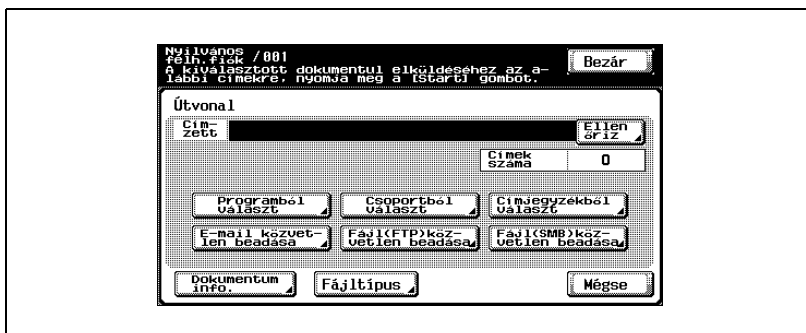 Nyilvános
felh.fiók /001
A kiválasztott dokumentul elküldéséhez az a-
lábbi címekre, nyomja meg a [Start] gombot.
Bezár
Útvonal
Cím-
zett
Ellen
őriz
Címek
száma
0
Programból
választ
Csoportból
választ
Címjegyzékből
választ
E-mail közvet-
len beadása
Fájl(FTP)köz-
vetlen beadása
Fájl(SMB)köz-
vetlen beadása
Dokumentum
info.
Fájltípus
Mégse